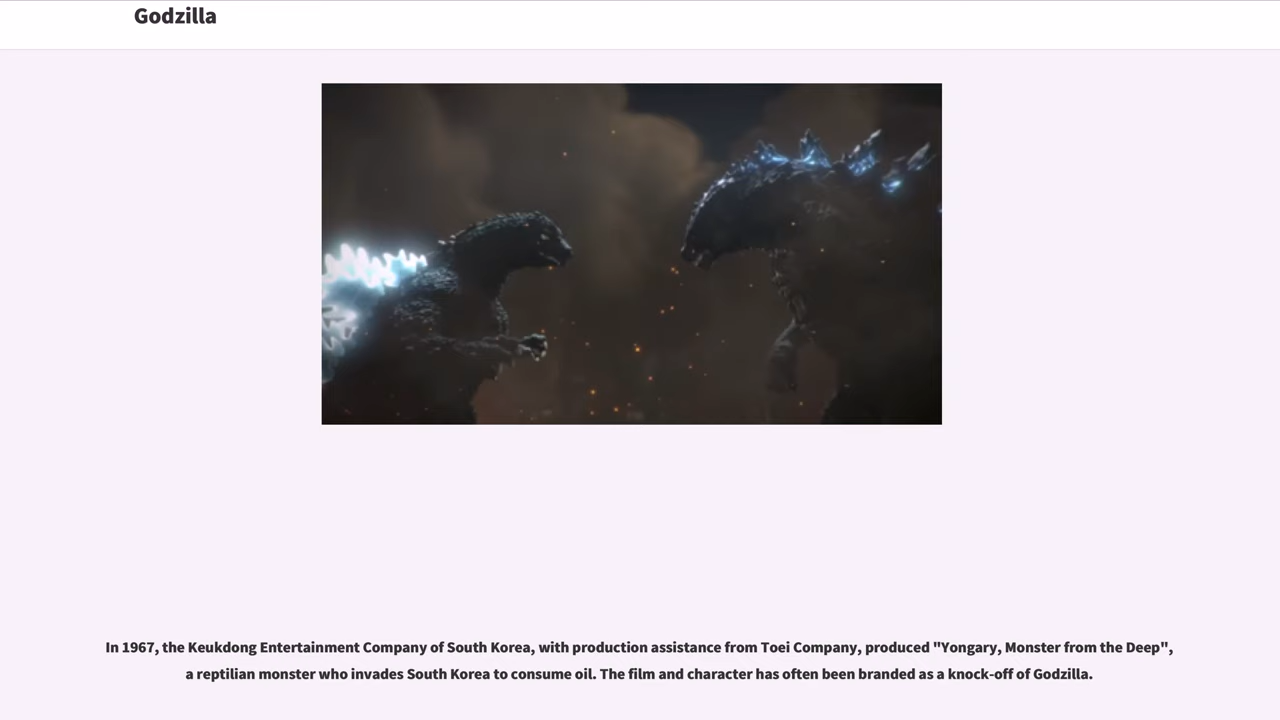 Godzilla
In 1967, the Keukdong Entertainment Company of South Korea, with production assistance from Toei Company, produced "Yongary, Monster from the Deep",
a reptilian monster who invades South Korea to consume oil. The film and character has often been branded as a knock-off of Godzilla.